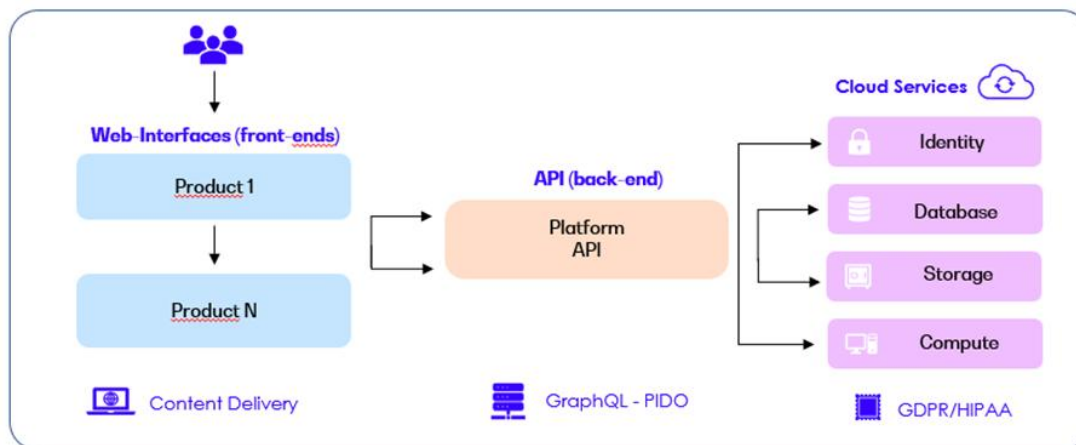 Web-Interfaces (front-ends)
Product 1
Product N
Content Delivery
API (back-end)
Platform
API
GraphQL - PIDO
Cloud Services
Identity
Database
Storage
Compute
GDPR/HIPAA